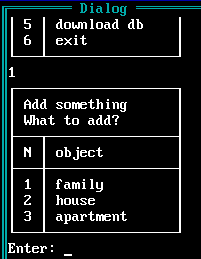 Dialog
5 download db
6 exit
1
Add something
What to add?
N object
1 family
2 house
3 apartment
Enter: _